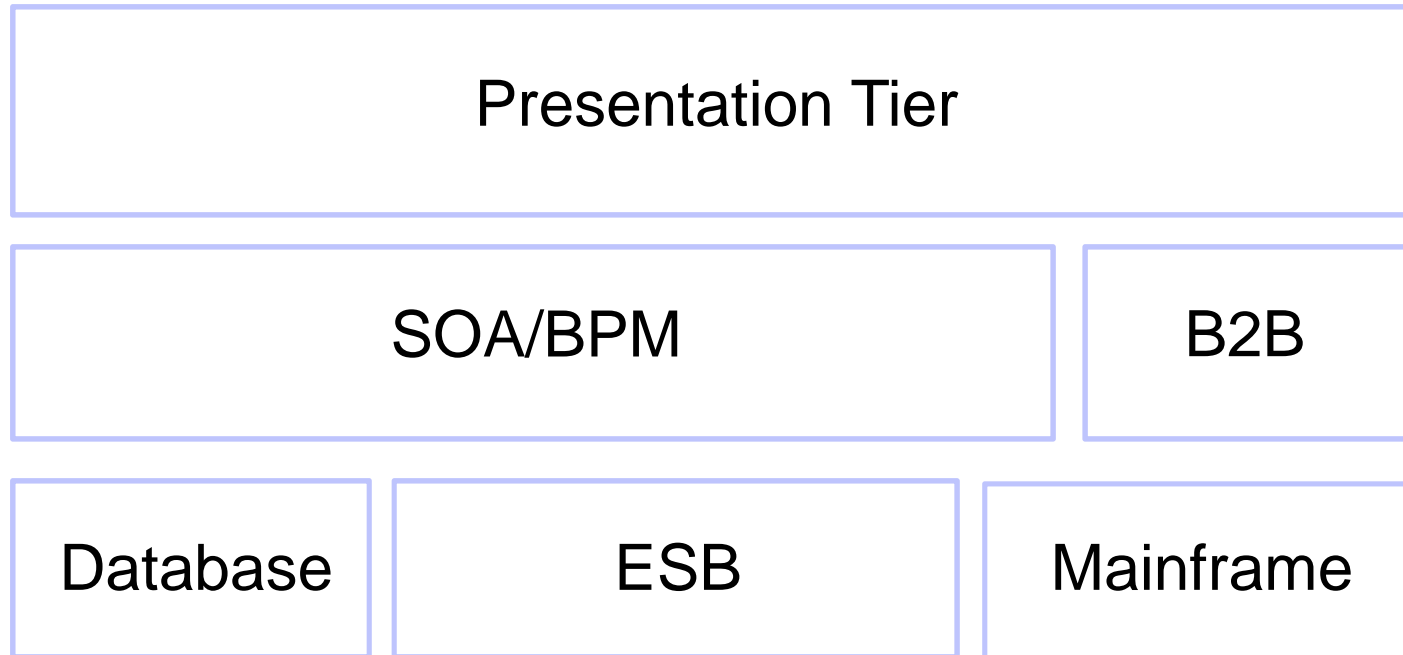 Presentation Tier
SOA/BPM
B2B
Database
ESB
Mainframe